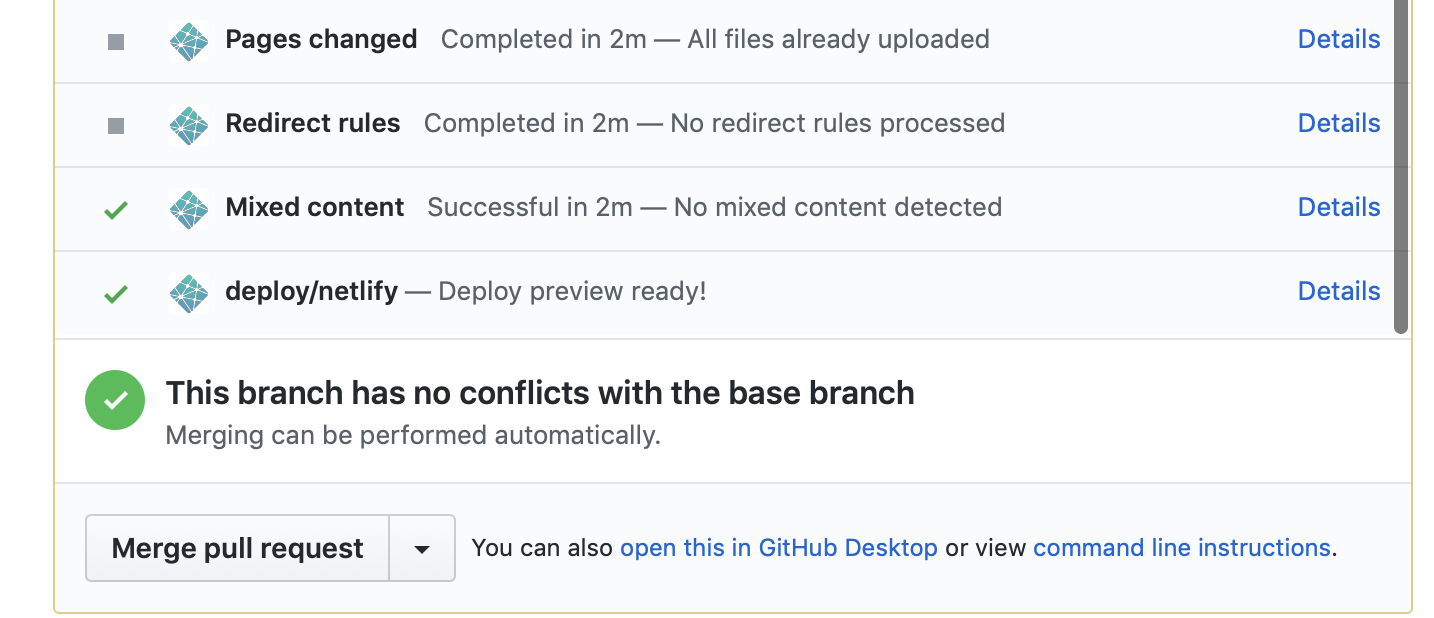 Pages changed Completed in 2m — All files already uploaded Details
Redirect rules Completed in 2m — No redirect rules processed Details
Mixed content Successful in 2m — No mixed content detected Details
deploy/netlify — Deploy preview ready! Details
This branch has no conflicts with the base branch
Merging can be performed automatically.
Merge pull request You can also open this in GitHub Desktop or view command line instructions.